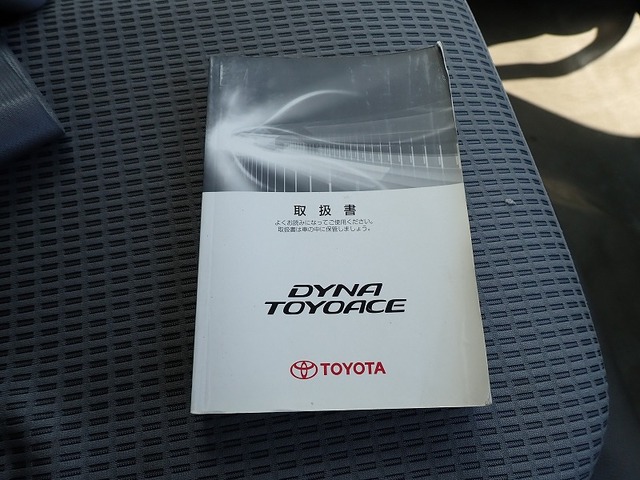 取扱書
よくお読みになってご使用ください。
取扱書は車の中に保管しましょう。
DYNA
TOYOACE
TOYOTA